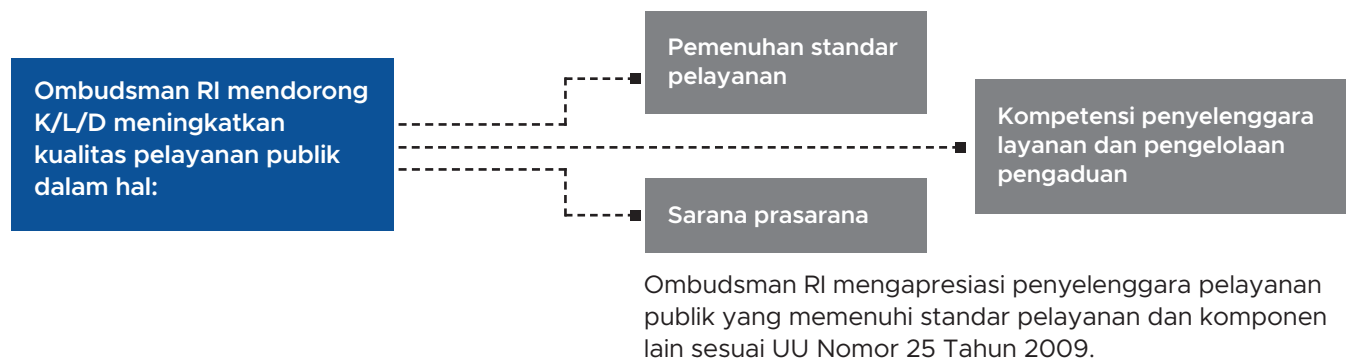 Ombudsman RI mendorong
K/L/D meningkatkan
kualitas pelayanan publik
dalam hal:
Pemenuhan standar
pelayanan
Kompetensi penyelenggara
layanan dan pengelolaan
pengaduan
Sarana prasarana
Ombudsman RI mengapresiasi penyelenggara pelayanan
publik yang memenuhi standar pelayanan dan komponen
lain sesuai UU Nomor 25 Tahun 2009.